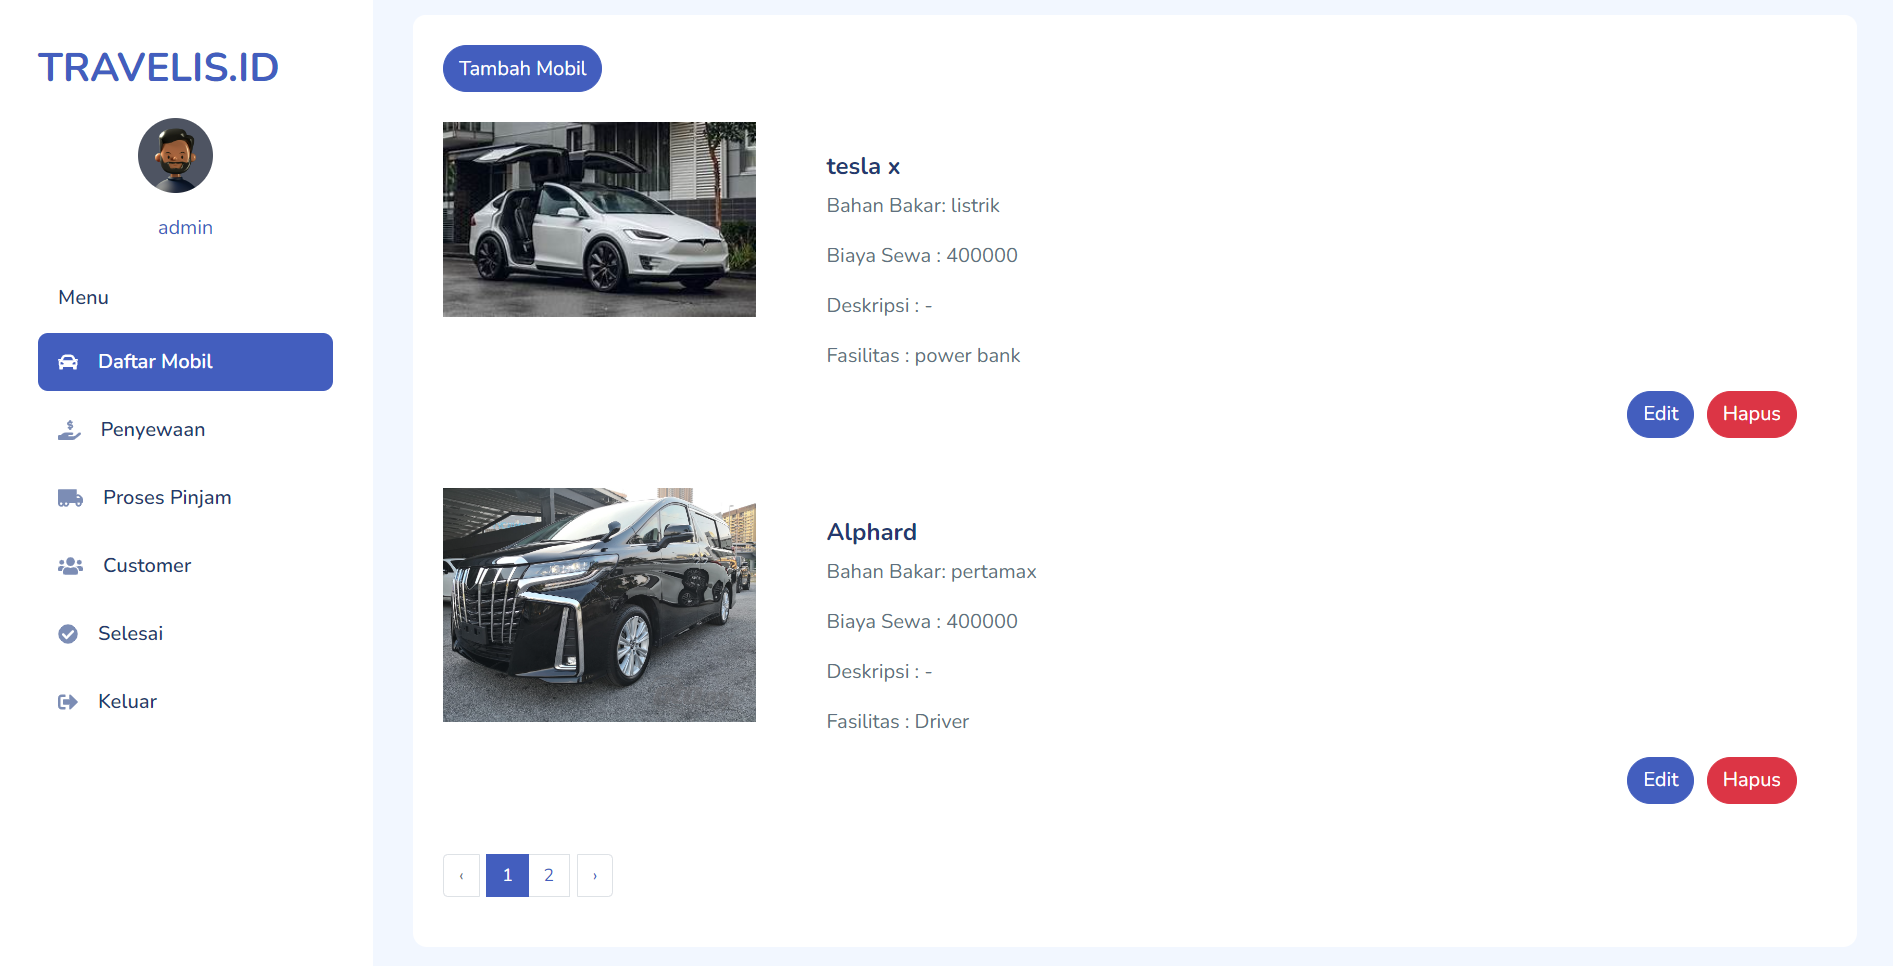 TRAVELIS.ID
admin
Menu
Daftar Mobil
Penyewaan
Proses Pinjam
Customer
Selesai
Keluar
Tambah Mobil
tesla x
Bahan Bakar: listrik
Biaya Sewa : 400000
Deskripsi : -
Fasilitas : power bank
Edit Hapus
Alphard
Bahan Bakar: pertamax
Biaya Sewa : 400000
Deskripsi : -
Fasilitas : Driver
Edit Hapus
‹ 1 2 ›